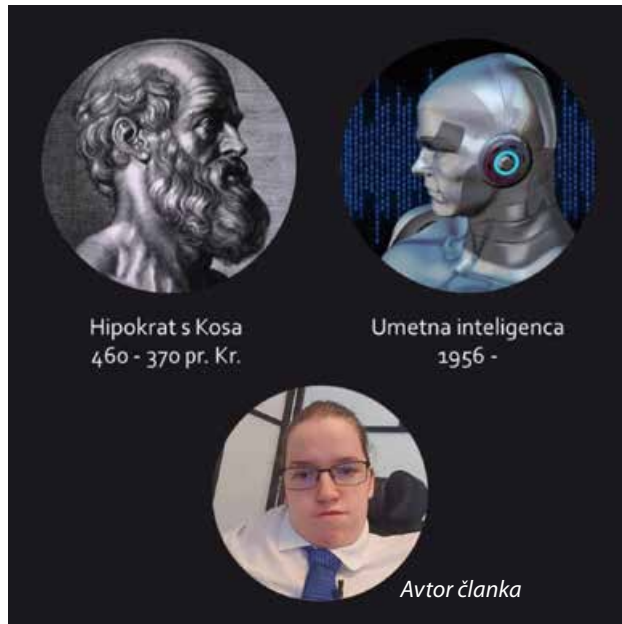 Hipokrat s Kosa
460 - 370 pr. Kr.
Umetna inteligenca
1956 -
Avtor članka